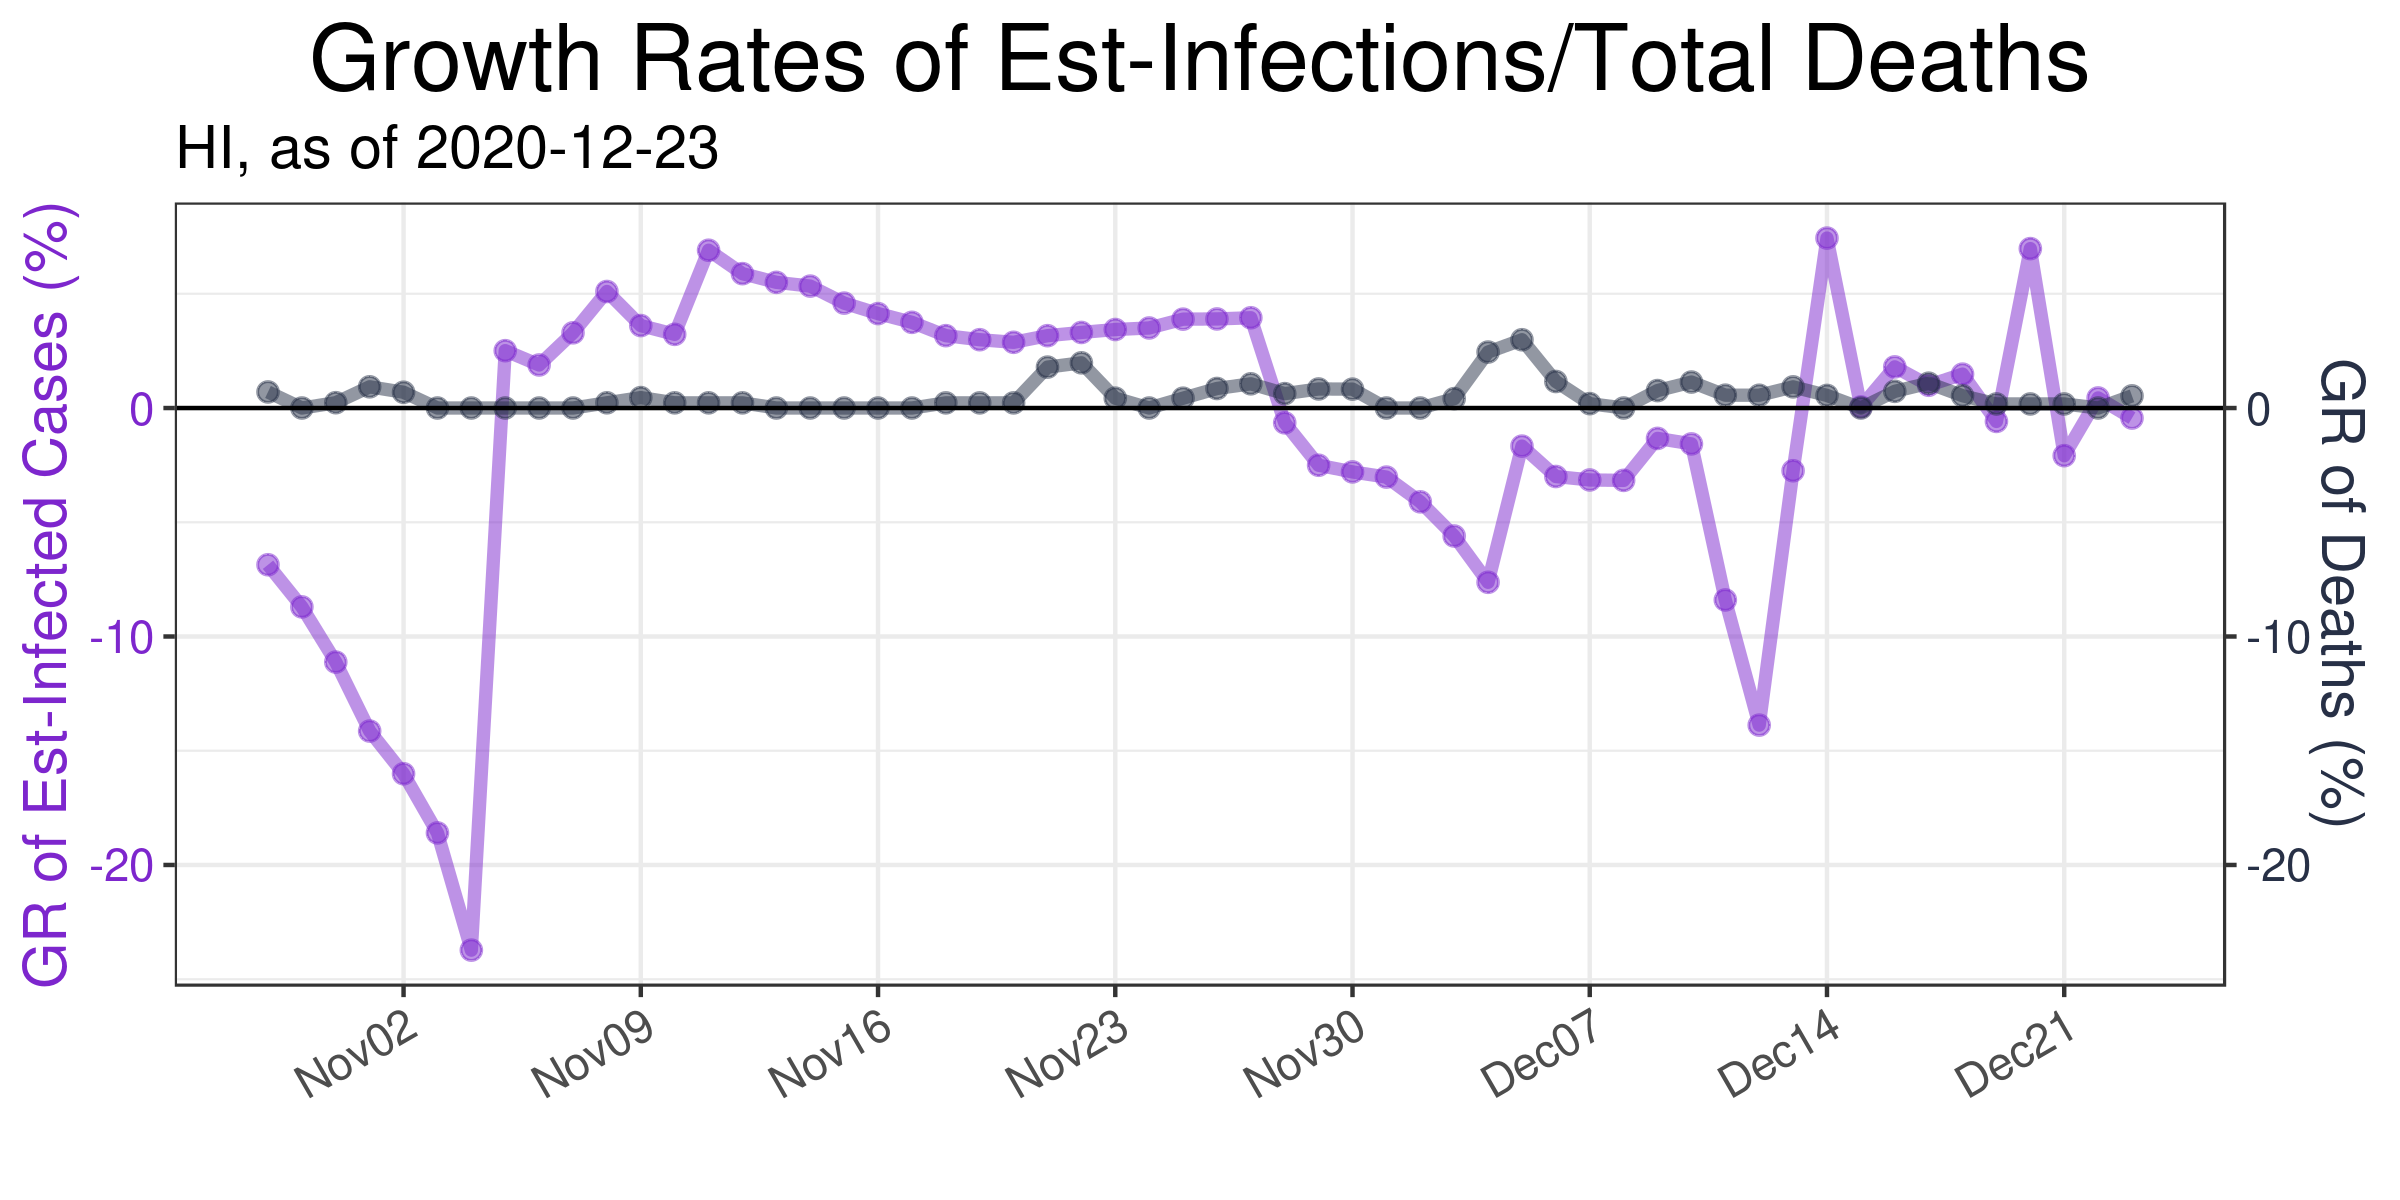 Growth Rates of Est-Infections/Total Deaths
HI, as of 2020-12-23
GR of Est-Infected Cases (%)
0
-10
-20
0
-10
-20
GR of Deaths (%)
Nov02
Nov09
Nov16
Nov23
Nov30
Dec07
Dec14
Dec21